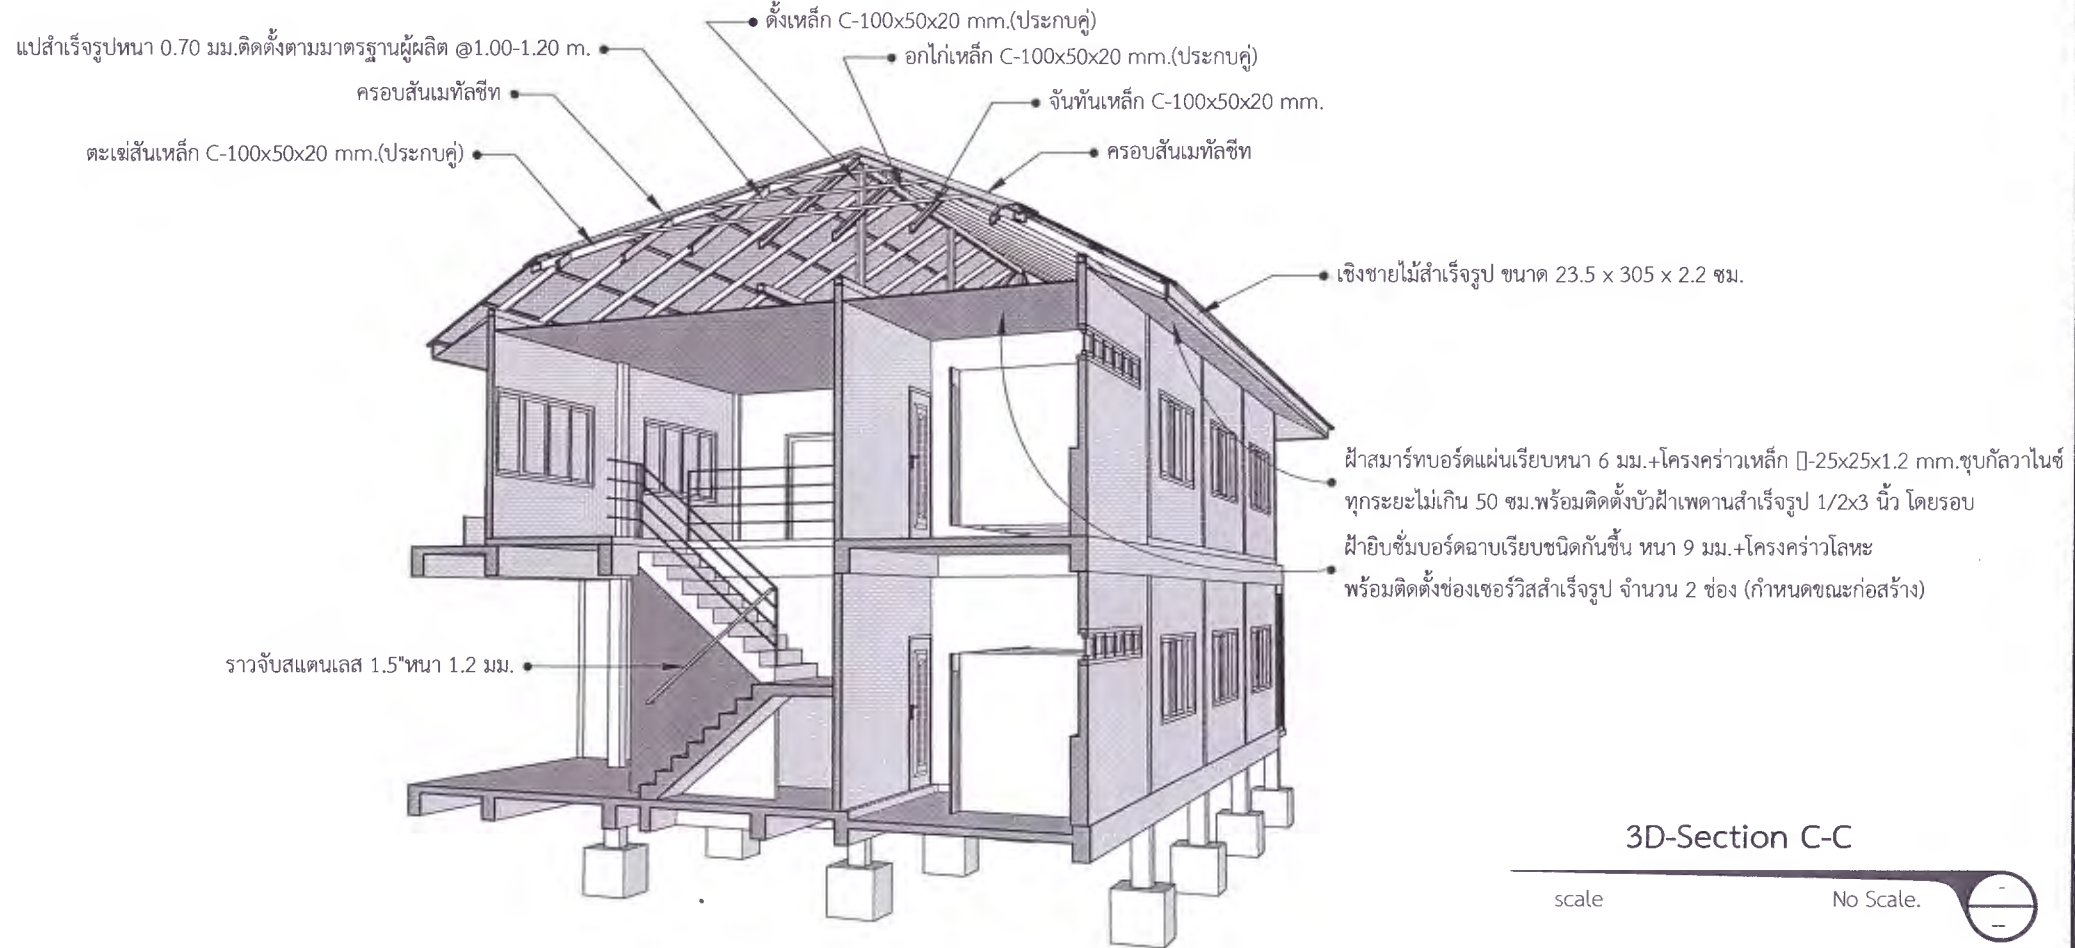 ดั้งเหล็ก C-100x50x20 mm.(ประกบคู่)
แปสำเร็จรูปหนา 0.70 มม.ติดตั้งตามมาตรฐานผู้ผลิต @1.00-1.20 m.
อกไก่เหล็ก C-100x50x20 mm.(ประกบคู่)
ครอบสันเมทัลชีท
จันทันเหล็ก C-100x50x20 mm.
ตะเฆ่สันเหล็ก C-100x50x20 mm.(ประกบคู่)
ครอบสันเมทัลชีท
เชิงชายไม้สำเร็จรูป ขนาด 23.5 x 305 x 2.2 ซม.
ฝ้าสมาร์ทบอร์ดแผ่นเรียบหนา 6 มม.+โครงคร่าวเหล็ก []-25x25x1.2 mm.ชุบกัลวาไนซ์
ทุกระยะไม่เกิน 50 ซม.พร้อมติดตั้งบัวฝ้าเพดานสำเร็จรูป 1/2x3 นิ้ว โดยรอบ
ฝ้ายิบซั่มบอร์ดฉาบเรียบชนิดกันชื้น หนา 9 มม.+โครงคร่าวโลหะ
พร้อมติดตั้งช่องเซอร์วิสสำเร็จรูป จำนวน 2 ช่อง (กำหนดขณะก่อสร้าง)
ราวจับสแตนเลส 1.5"หนา 1.2 มม.
3D-Section C-C
scale No Scale.
-
--